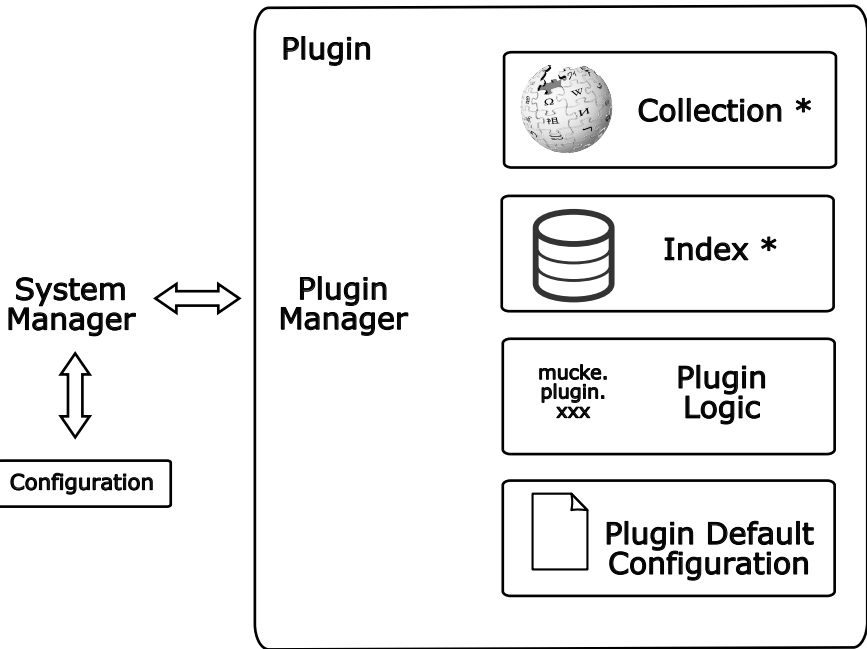 Plugin
Collection *
Index *
System
Manager
Plugin
Manager
mucke.
plugin.
xxx
Plugin
Logic
Configuration
Plugin Default
Configuration